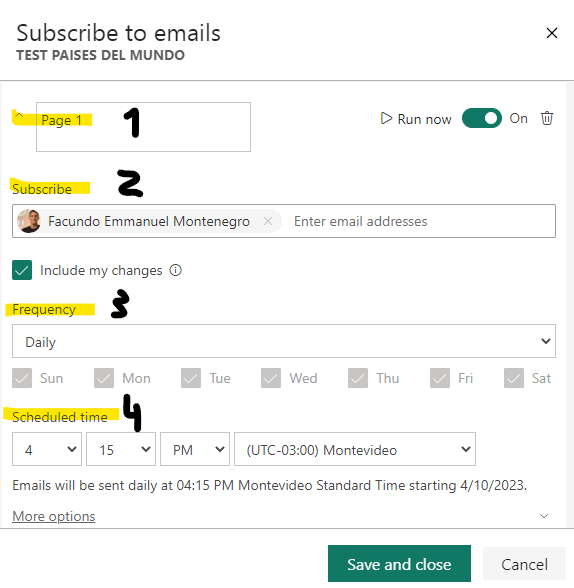 Subscribe to emails
TEST PAISES DEL MUNDO
Page 1 1 Run now On
Subscribe 2
Facundo Emmanuel Montenegro Enter email addresses
Include my changes
Frequency 3
Daily
Sun Mon Tue Wed Thu Fri Sat
Scheduled time 4
4 15 PM (UTC-03:00) Montevideo
Emails will be sent daily at 04:15 PM Montevideo Standard Time starting 4/10/2023.
More options
Save and close Cancel